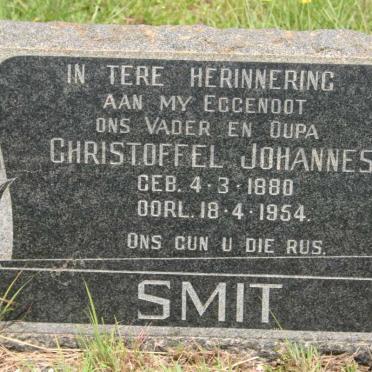 IN TERE HERINNERING
AAN MY EGGENOOT
ONS VADER EN OUPA
CHRISTOFFEL JOHANNES
GEB. 4·3·1880
OORL. 18·4·1954.
ONS GUN U DIE RUS.
SMIT